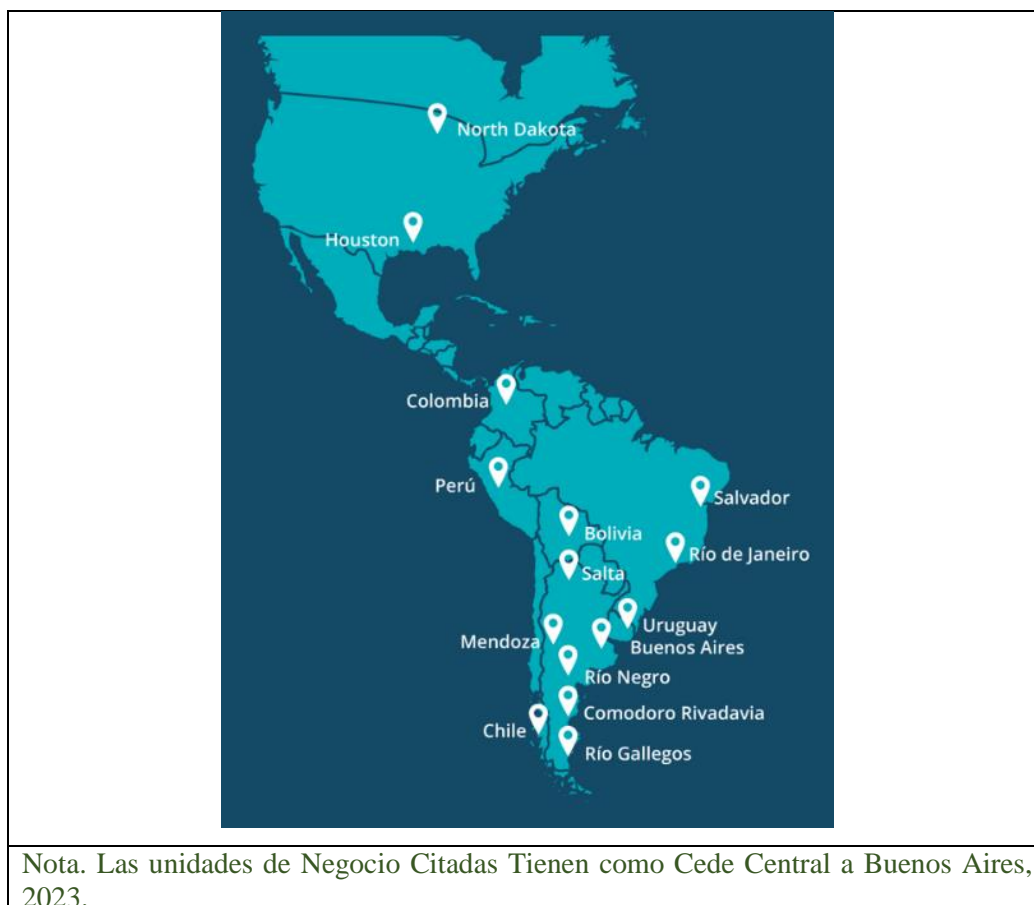 North Dakota
Houston
Colombia
Perú
Salvador
Bolivia
Río de Janeiro
Salta
Uruguay
Mendoza
Buenos Aires
Río Negro
Comodoro Rivadavia
Chile
Río Gallegos
Nota. Las unidades de Negocio Citadas Tienen como Cede Central a Buenos Aires,
2023.